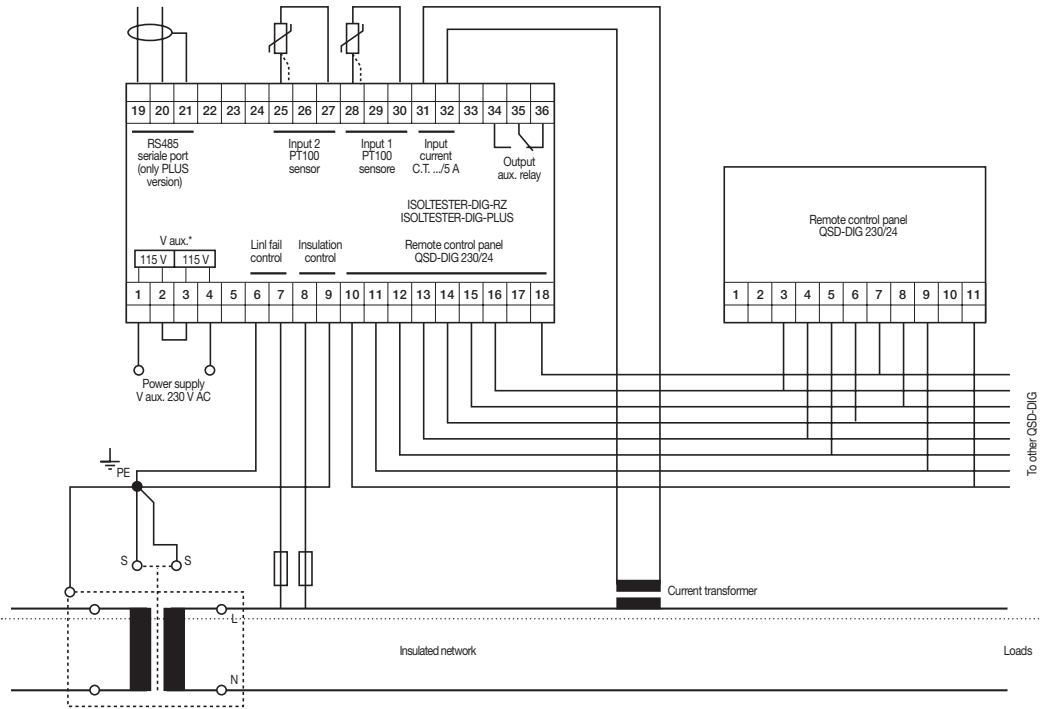 19 20 21 22 23 24 25 26 27 28 29 30 31 32 33 34 35 36
RS485
seriale port
(only PLUS
version)
Input 2
PT100
sensor
Input 1
PT100
sensore
Input
current
C.T. .../5 A
Output
aux. relay
ISOLTESTER-DIG-RZ
ISOLTESTER-DIG-PLUS
V aux.*
115 V 115 V
Linl fail
control
Insulation
control
Remote control panel
QSD-DIG 230/24
1 2 3 4 5 6 7 8 9 10 11 12 13 14 15 16 17 18
Remote control panel
QSD-DIG 230/24
1 2 3 4 5 6 7 8 9 10 11
Power supply
V aux. 230 V AC
To other QSD-DIG
PE
S S
Current transformer
L
Insulated network
Loads
N